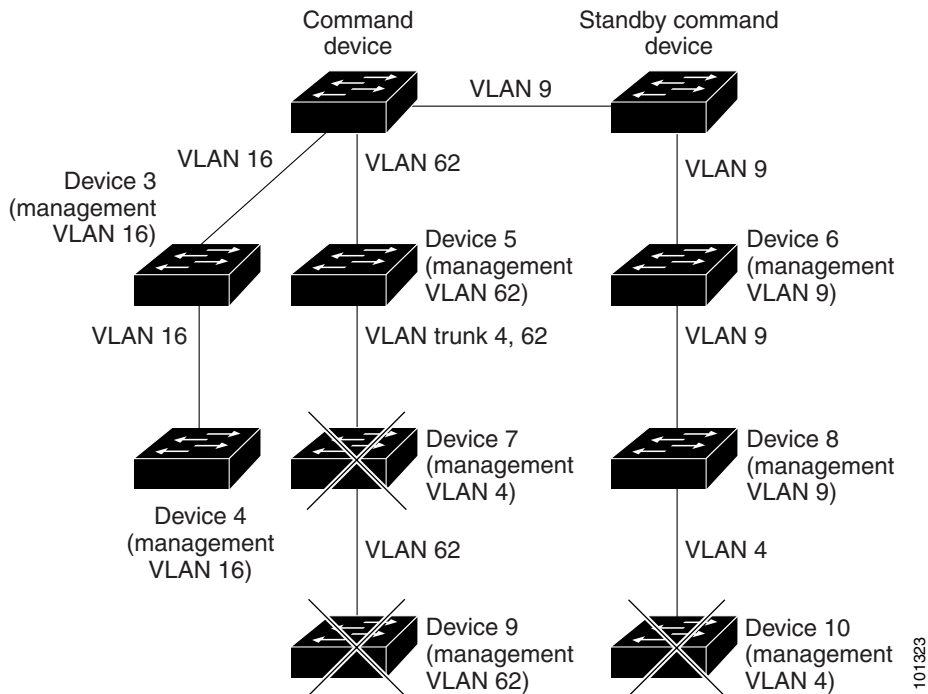 Command
device
Standby command
device
VLAN 9
VLAN 16
VLAN 62
VLAN 9
Device 3
(management
VLAN 16)
Device 5
(management
VLAN 62)
Device 6
(management
VLAN 9)
VLAN 16
VLAN trunk 4, 62
VLAN 9
Device 4
(management
VLAN 16)
Device 7
(management
VLAN 4)
Device 8
(management
VLAN 9)
VLAN 62
VLAN 4
Device 9
(management
VLAN 62)
Device 10
(management
VLAN 4)
101323